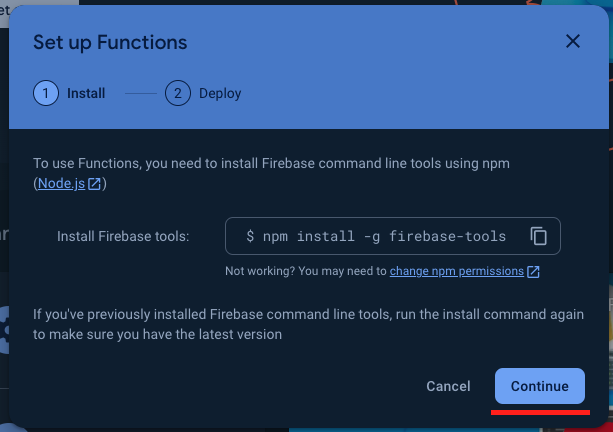 Set up Functions
1 Install 2 Deploy
To use Functions, you need to install Firebase command line tools using npm
(Node.js)
Install Firebase tools: $ npm install -g firebase-tools
Not working? You may need to change npm permissions
If you've previously installed Firebase command line tools, run the install command again
to make sure you have the latest version
Cancel Continue